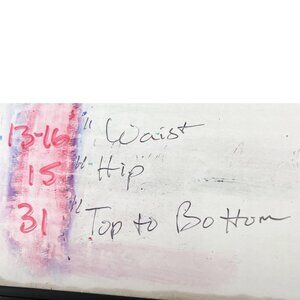 13-16" Waist
15" Hip
31" Top to Bottom